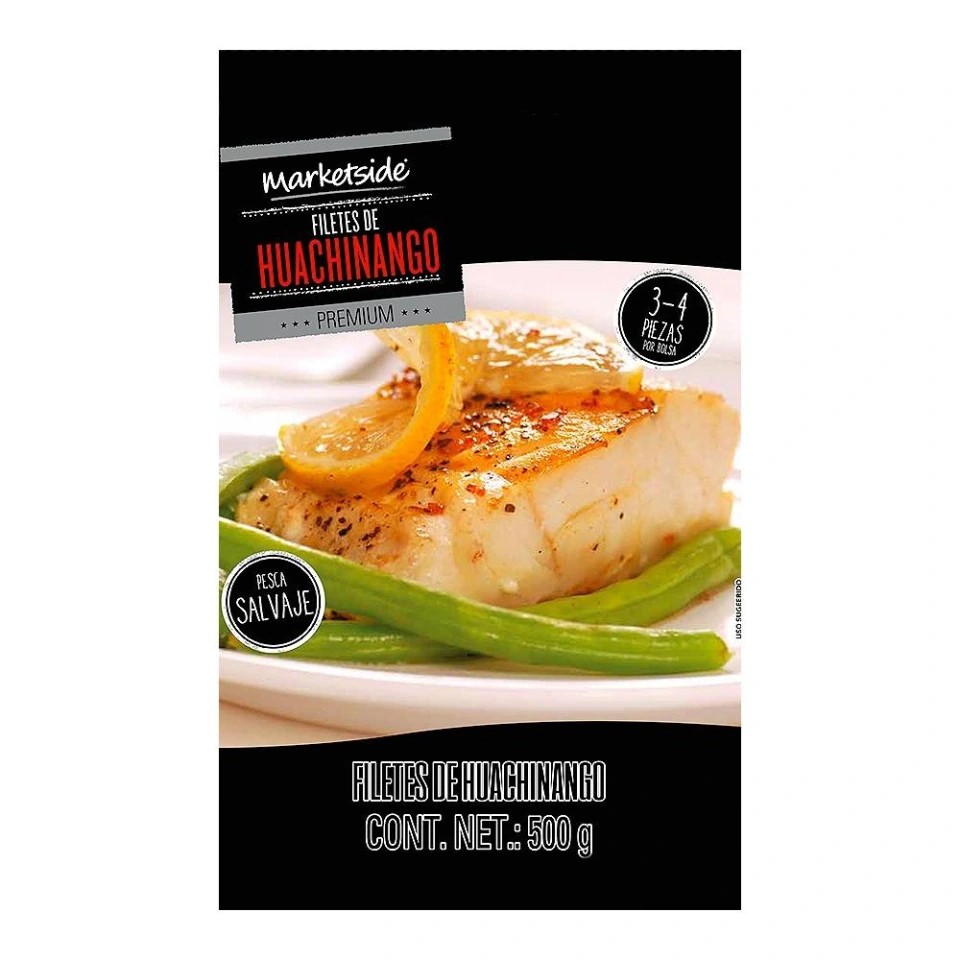 Marketside
FILETES DE
HUACHINANGO
*** PREMIUM ***
3-4
PIEZAS
POR BOLSA
PESCA
SALVAJE
USO SUGERIDO
FILETES DE HUACHINANGO
CONT. NET.: 500 g